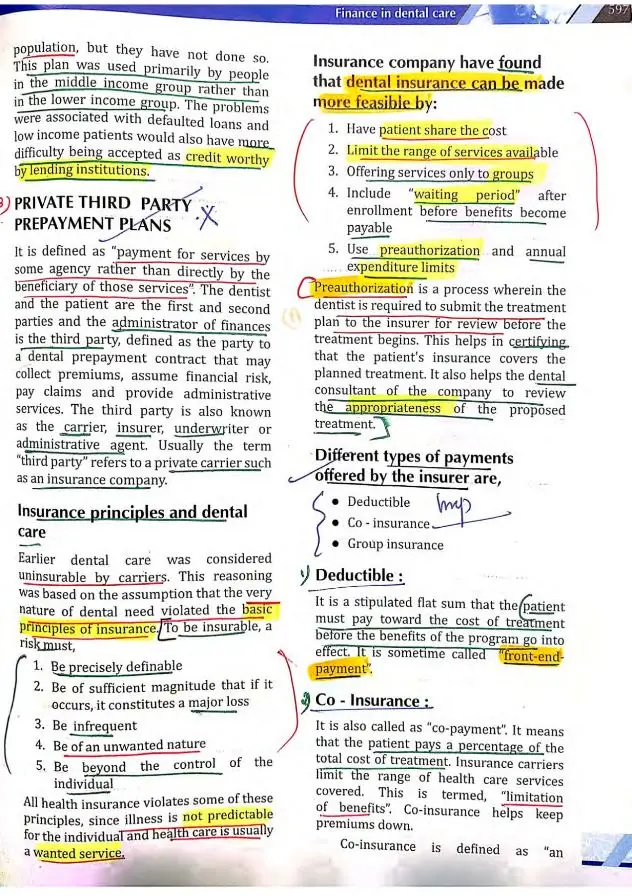 Finance in dental care
597
population, but they have not done so.
This plan was used primarily by people
in the middle income group rather than
in the lower income group. The problems
were associated with defaulted loans and
low income patients would also have more
difficulty being accepted as credit worthy
by lending institutions.
3) PRIVATE THIRD PARTY
PREPAYMENT PLANS
It is defined as “payment for services by
some agency rather than directly by the
beneficiary of those services”. The dentist
and the patient are the first and second
parties and the administrator of finances
is the third party, defined as the party to
a dental prepayment contract that may
collect premiums, assume financial risk,
pay claims and provide administrative
services. The third party is also known
as the carrier, insurer, underwriter or
administrative agent. Usually the term
“third party” refers to a private carrier such
as an insurance company.
Insurance principles and dental
care
Earlier dental care was considered
uninsurable by carriers. This reasoning
was based on the assumption that the very
nature of dental need violated the basic
principles of insurance. To be insurable, a
risk must,
1. Be precisely definable
2. Be of sufficient magnitude that if it
occurs, it constitutes a major loss
3. Be infrequent
4. Be of an unwanted nature
5. Be beyond the control of the
individual
All health insurance violates some of these
principles, since illness is not predictable
for the individual and health care is usually
a wanted service.
Insurance company have found
that dental insurance can be made
more feasible by:
1. Have patient share the cost
2. Limit the range of services available
3. Offering services only to groups
4. Include “waiting period” after
enrollment before benefits become
payable
5. Use preauthorization and annual
expenditure limits
Preauthorization is a process wherein the
dentist is required to submit the treatment
plan to the insurer for review before the
treatment begins. This helps in certifying
that the patient's insurance covers the
planned treatment. It also helps the dental
consultant of the company to review
the appropriateness of the proposed
treatment.
Different types of payments
offered by the insurer are,
• Deductible
Imp
• Co - insurance
• Group insurance
1) Deductible :
It is a stipulated flat sum that the patient
must pay toward the cost of treatment
before the benefits of the program go into
effect. It is sometime called “front-end-
payment”.
2) Co - Insurance :
It is also called as “co-payment”. It means
that the patient pays a percentage of the
total cost of treatment. Insurance carriers
limit the range of health care services
covered. This is termed, “limitation
of benefits”. Co-insurance helps keep
premiums down.
Co-insurance is defined as “an